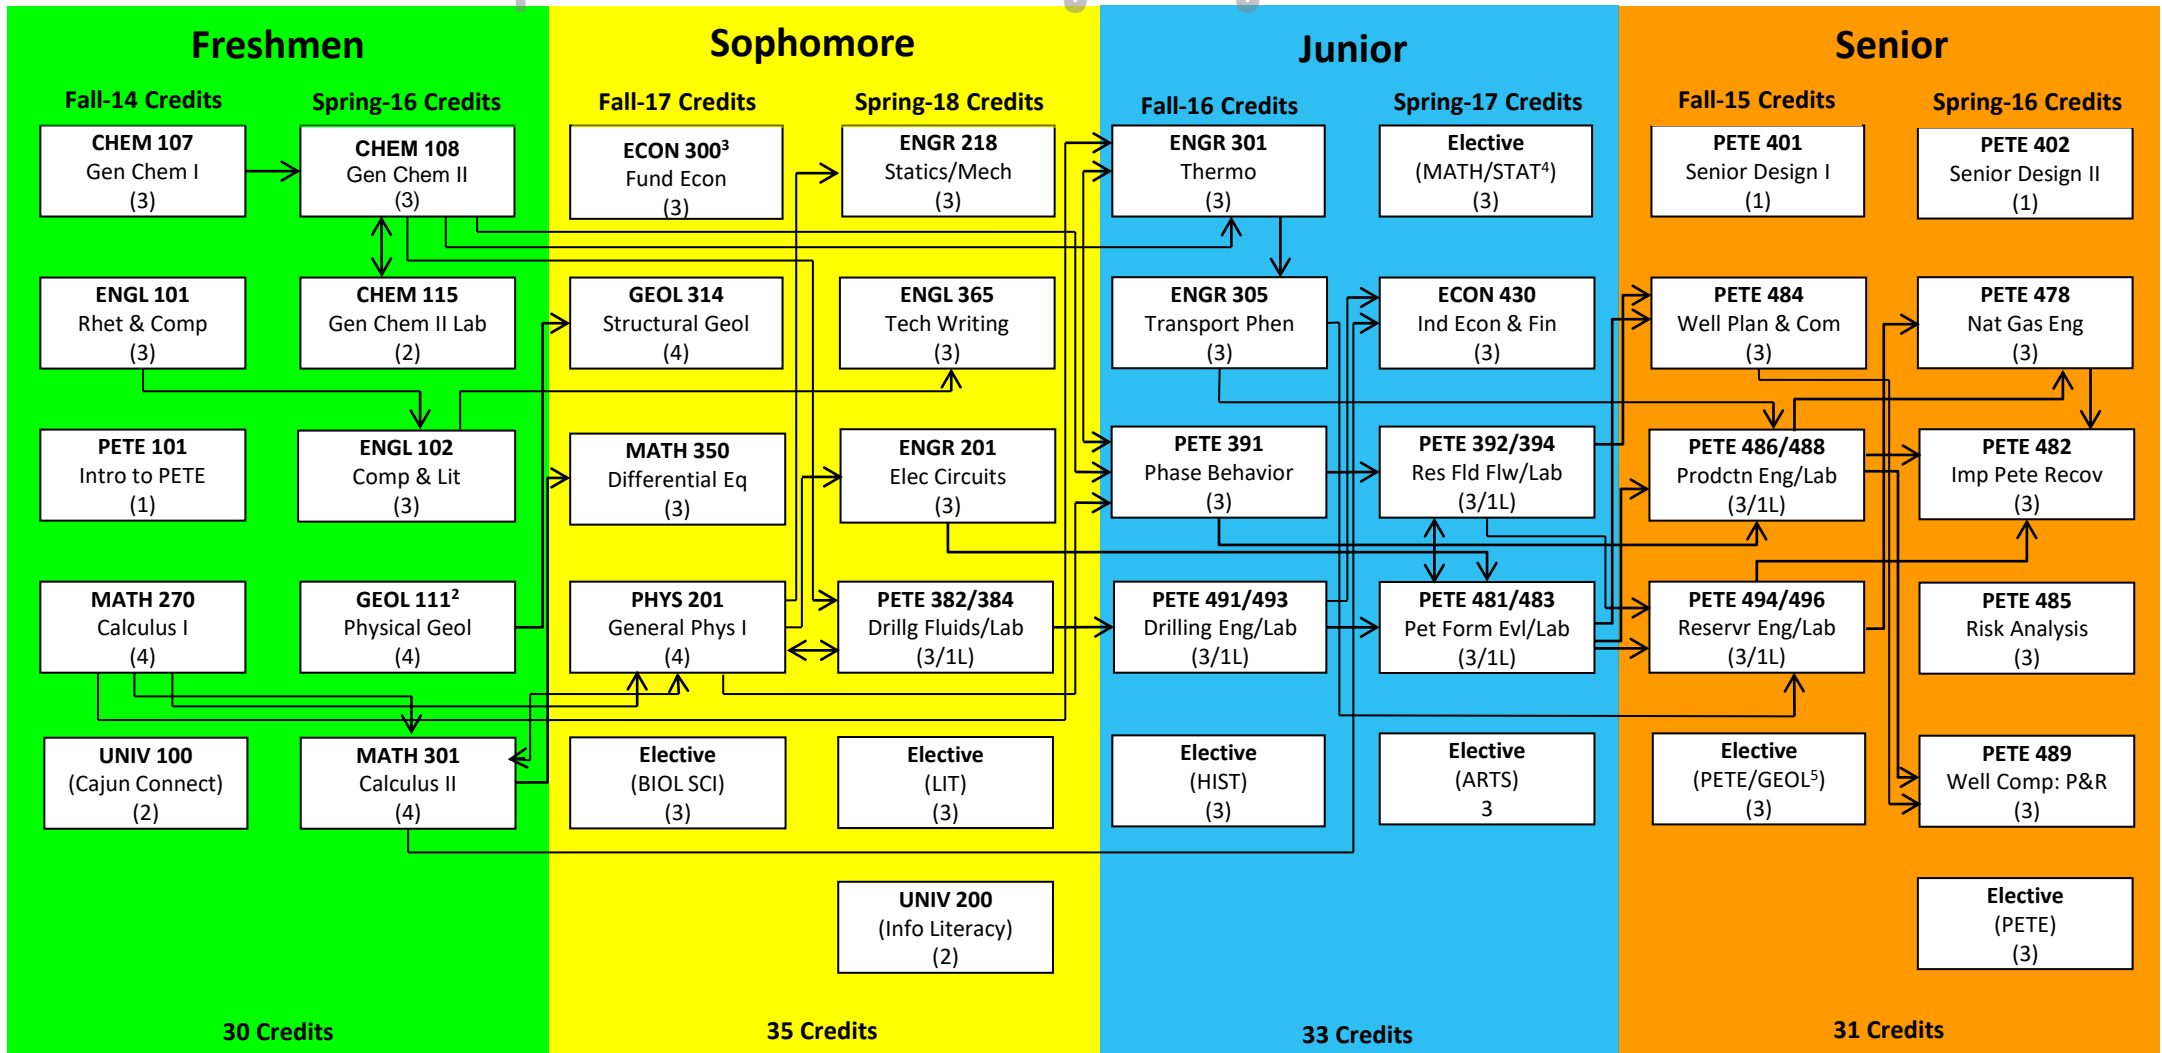 Freshmen
Sophomore
Junior
Senior
Fall-14 Credits
Spring-16 Credits
Fall-17 Credits
Spring-18 Credits
Fall-16 Credits
Spring-17 Credits
Fall-15 Credits
Spring-16 Credits
CHEM 107
Gen Chem I
(3)
CHEM 108
Gen Chem II
(3)
ECON 300³
Fund Econ
(3)
ENGR 218
Statics/Mech
(3)
ENGR 301
Thermo
(3)
Elective
(MATH/STAT⁴)
(3)
PETE 401
Senior Design I
(1)
PETE 402
Senior Design II
(1)
ENGL 101
Rhet & Comp
(3)
CHEM 115
Gen Chem II Lab
(2)
GEOL 314
Structural Geol
(4)
ENGL 365
Tech Writing
(3)
ENGR 305
Transport Phen
(3)
ECON 430
Ind Econ & Fin
(3)
PETE 484
Well Plan & Com
(3)
PETE 478
Nat Gas Eng
(3)
PETE 101
Intro to PETE
(1)
ENGL 102
Comp & Lit
(3)
MATH 350
Differential Eq
(3)
ENGR 201
Elec Circuits
(3)
PETE 391
Phase Behavior
(3)
PETE 392/394
Res Fld Flw/Lab
(3/1L)
PETE 486/488
Prodctn Eng/Lab
(3/1L)
PETE 482
Imp Pete Recov
(3)
MATH 270
Calculus I
(4)
GEOL 111²
Physical Geol
(4)
PHYS 201
General Phys I
(4)
PETE 382/384
Drillg Fluids/Lab
(3/1L)
PETE 491/493
Drilling Eng/Lab
(3/1L)
PETE 481/483
Pet Form Evl/Lab
(3/1L)
PETE 494/496
Reservr Eng/Lab
(3/1L)
PETE 485
Risk Analysis
(3)
UNIV 100
(Cajun Connect)
(2)
MATH 301
Calculus II
(4)
Elective
(BIOL SCI)
(3)
Elective
(LIT)
(3)
Elective
(HIST)
(3)
Elective
(ARTS)
3
Elective
(PETE/GEOL⁵)
(3)
PETE 489
Well Comp: P&R
(3)
UNIV 200
(Info Literacy)
(2)
Elective
(PETE)
(3)
30 Credits
35 Credits
33 Credits
31 Credits